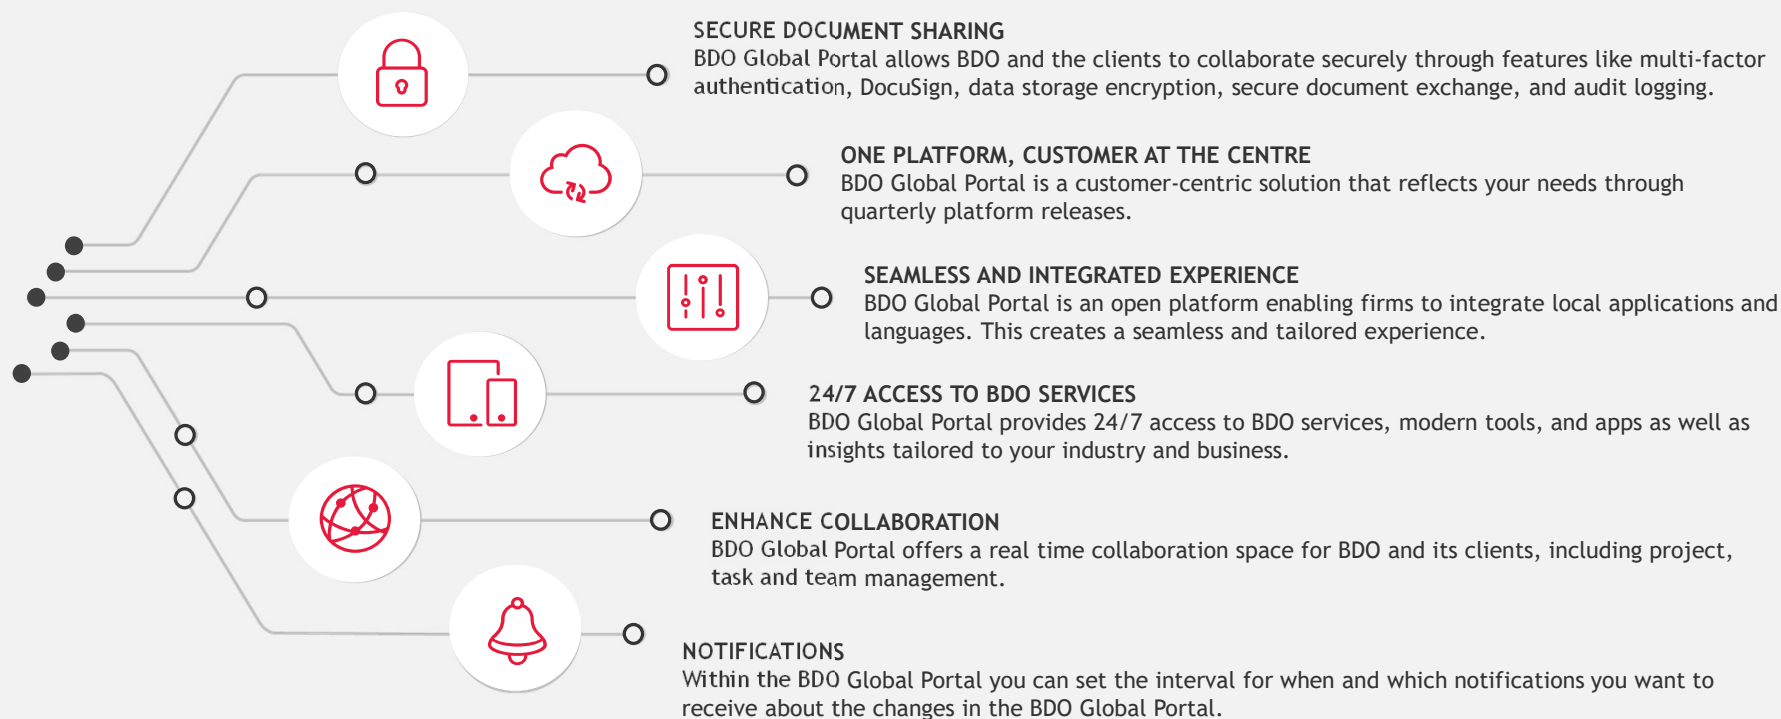 SECURE DOCUMENT SHARING
BDO Global Portal allows BDO and the clients to collaborate securely through features like multi-factor
authentication, DocuSign, data storage encryption, secure document exchange, and audit logging.
ONE PLATFORM, CUSTOMER AT THE CENTRE
BDO Global Portal is a customer-centric solution that reflects your needs through
quarterly platform releases.
SEAMLESS AND INTEGRATED EXPERIENCE
BDO Global Portal is an open platform enabling firms to integrate local applications and
languages. This creates a seamless and tailored experience.
24/7 ACCESS TO BDO SERVICES
BDO Global Portal provides 24/7 access to BDO services, modern tools, and apps as well as
insights tailored to your industry and business.
ENHANCE COLLABORATION
BDO Global Portal offers a real time collaboration space for BDO and its clients, including project,
task and team management.
NOTIFICATIONS
Within the BDO Global Portal you can set the interval for when and which notifications you want to
receive about the changes in the BDO Global Portal.